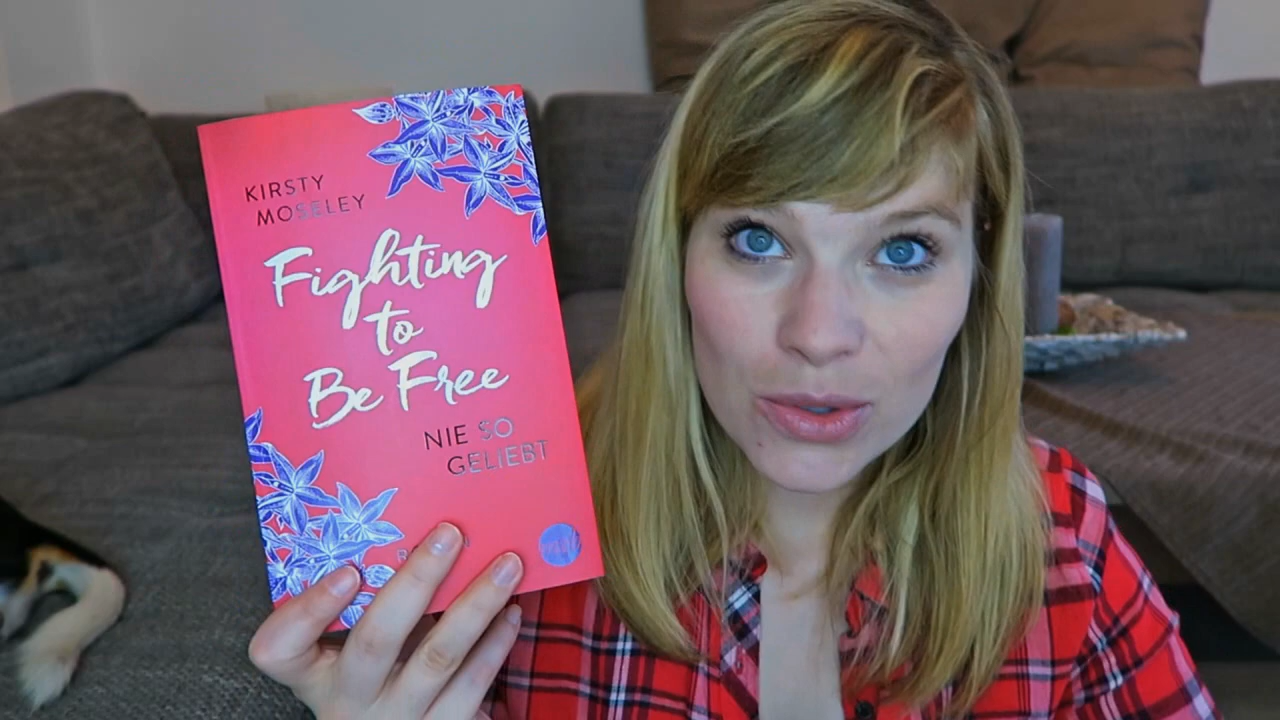 KIRSTY
MOSELEY
Fighting
to
Be Free
NIE SO
GELIEBT